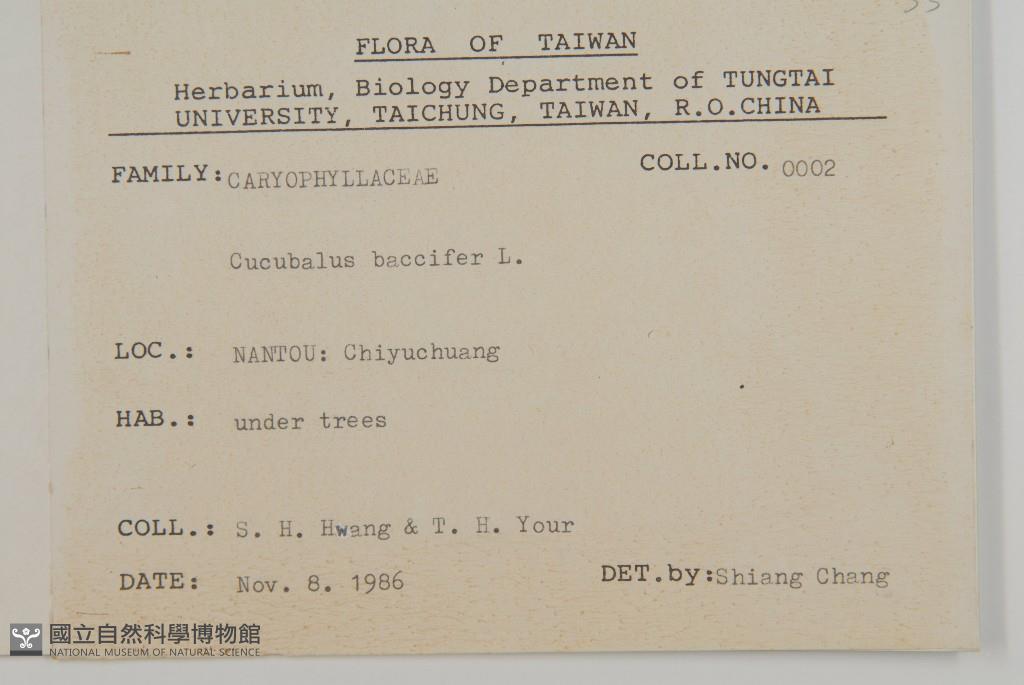 FLORA OF TAIWAN
Herbarium, Biology Department of TUNGTAI
UNIVERSITY, TAICHUNG, TAIWAN, R.O.CHINA
FAMILY: CARYOPHYLLACEAE COLL.NO. 0002
Cucubalus baccifer L.
LOC.: NANTOU: Chiyuchuang
HAB.: under trees
COLL.: S. H. Hwang & T. H. Your
DATE: Nov. 8. 1986 DET.by:Shiang Chang
國立自然科學博物館
NATIONAL MUSEUM OF NATURAL SCIENCE